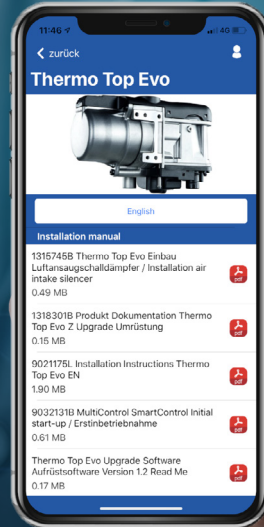 11:46
4G
zurück
Thermo Top Evo
English
Installation manual
1315745B Thermo Top Evo Einbau
Luftansaugschalldämpfer / Installation air
intake silencer
0.49 MB
pdf
1318301B Produkt Dokumentation Thermo
Top Evo Z Upgrade Umrüstung
0.15 MB
pdf
9021175L Installation Instructions Thermo
Top Evo EN
1.90 MB
pdf
9032131B MultiControl SmartControl Initial
start-up / Erstinbetriebnahme
0.61 MB
pdf
Thermo Top Evo Upgrade Software
Aufrüstsoftware Version 1.2 Read Me
0.17 MB
pdf